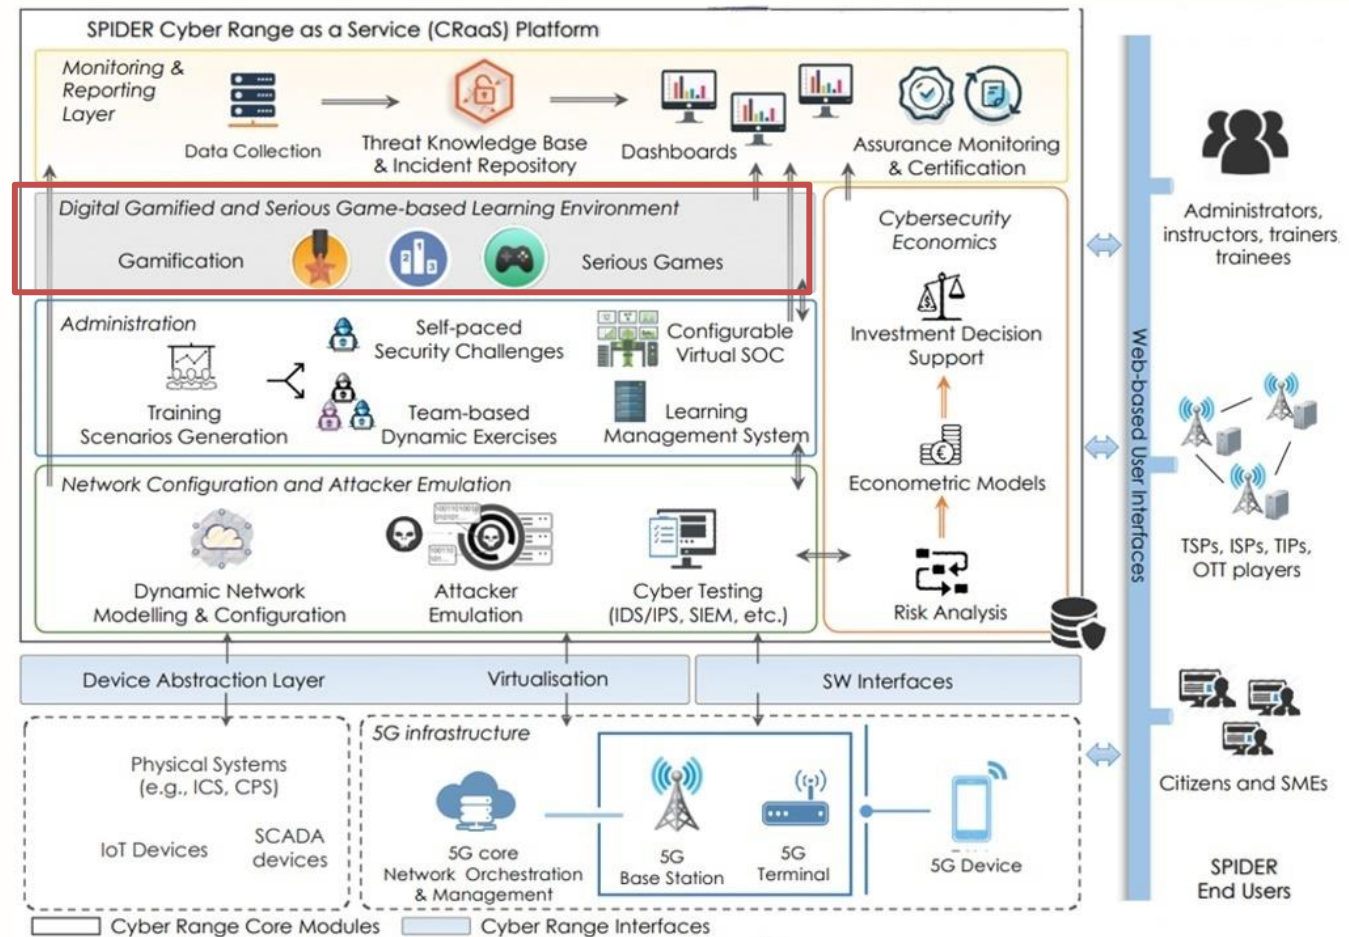 SPIDER Cyber Range as a Service (CRaaS) Platform
Monitoring &
Reporting
Layer
Data Collection
Threat Knowledge Base
& Incident Repository
Dashboards
Assurance Monitoring
& Certification
Digital Gamified and Serious Game-based Learning Environment
Gamification
1
2
3
Serious Games
Cybersecurity
Economics
Investment Decision
Support
Econometric Models
Risk Analysis
Administration
Training
Scenarios Generation
Self-paced
Security Challenges
Team-based
Dynamic Exercises
Configurable
Virtual SOC
Learning
Management System
Network Configuration and Attacker Emulation
Dynamic Network
Modelling & Configuration
Attacker
Emulation
Cyber Testing
(IDS/IPS, SIEM, etc.)
Device Abstraction Layer
Virtualisation
SW Interfaces
Physical Systems
(e.g., ICS, CPS)
IoT Devices
SCADA
devices
5G infrastructure
5G core
Network Orchestration
& Management
5G
Base Station
5G
Terminal
5G Device
Web-based User Interfaces
Administrators,
instructors, trainers,
trainees
TSPs, ISPs, TIPs,
OTT players
Citizens and SMEs
SPIDER
End Users
Cyber Range Core Modules
Cyber Range Interfaces